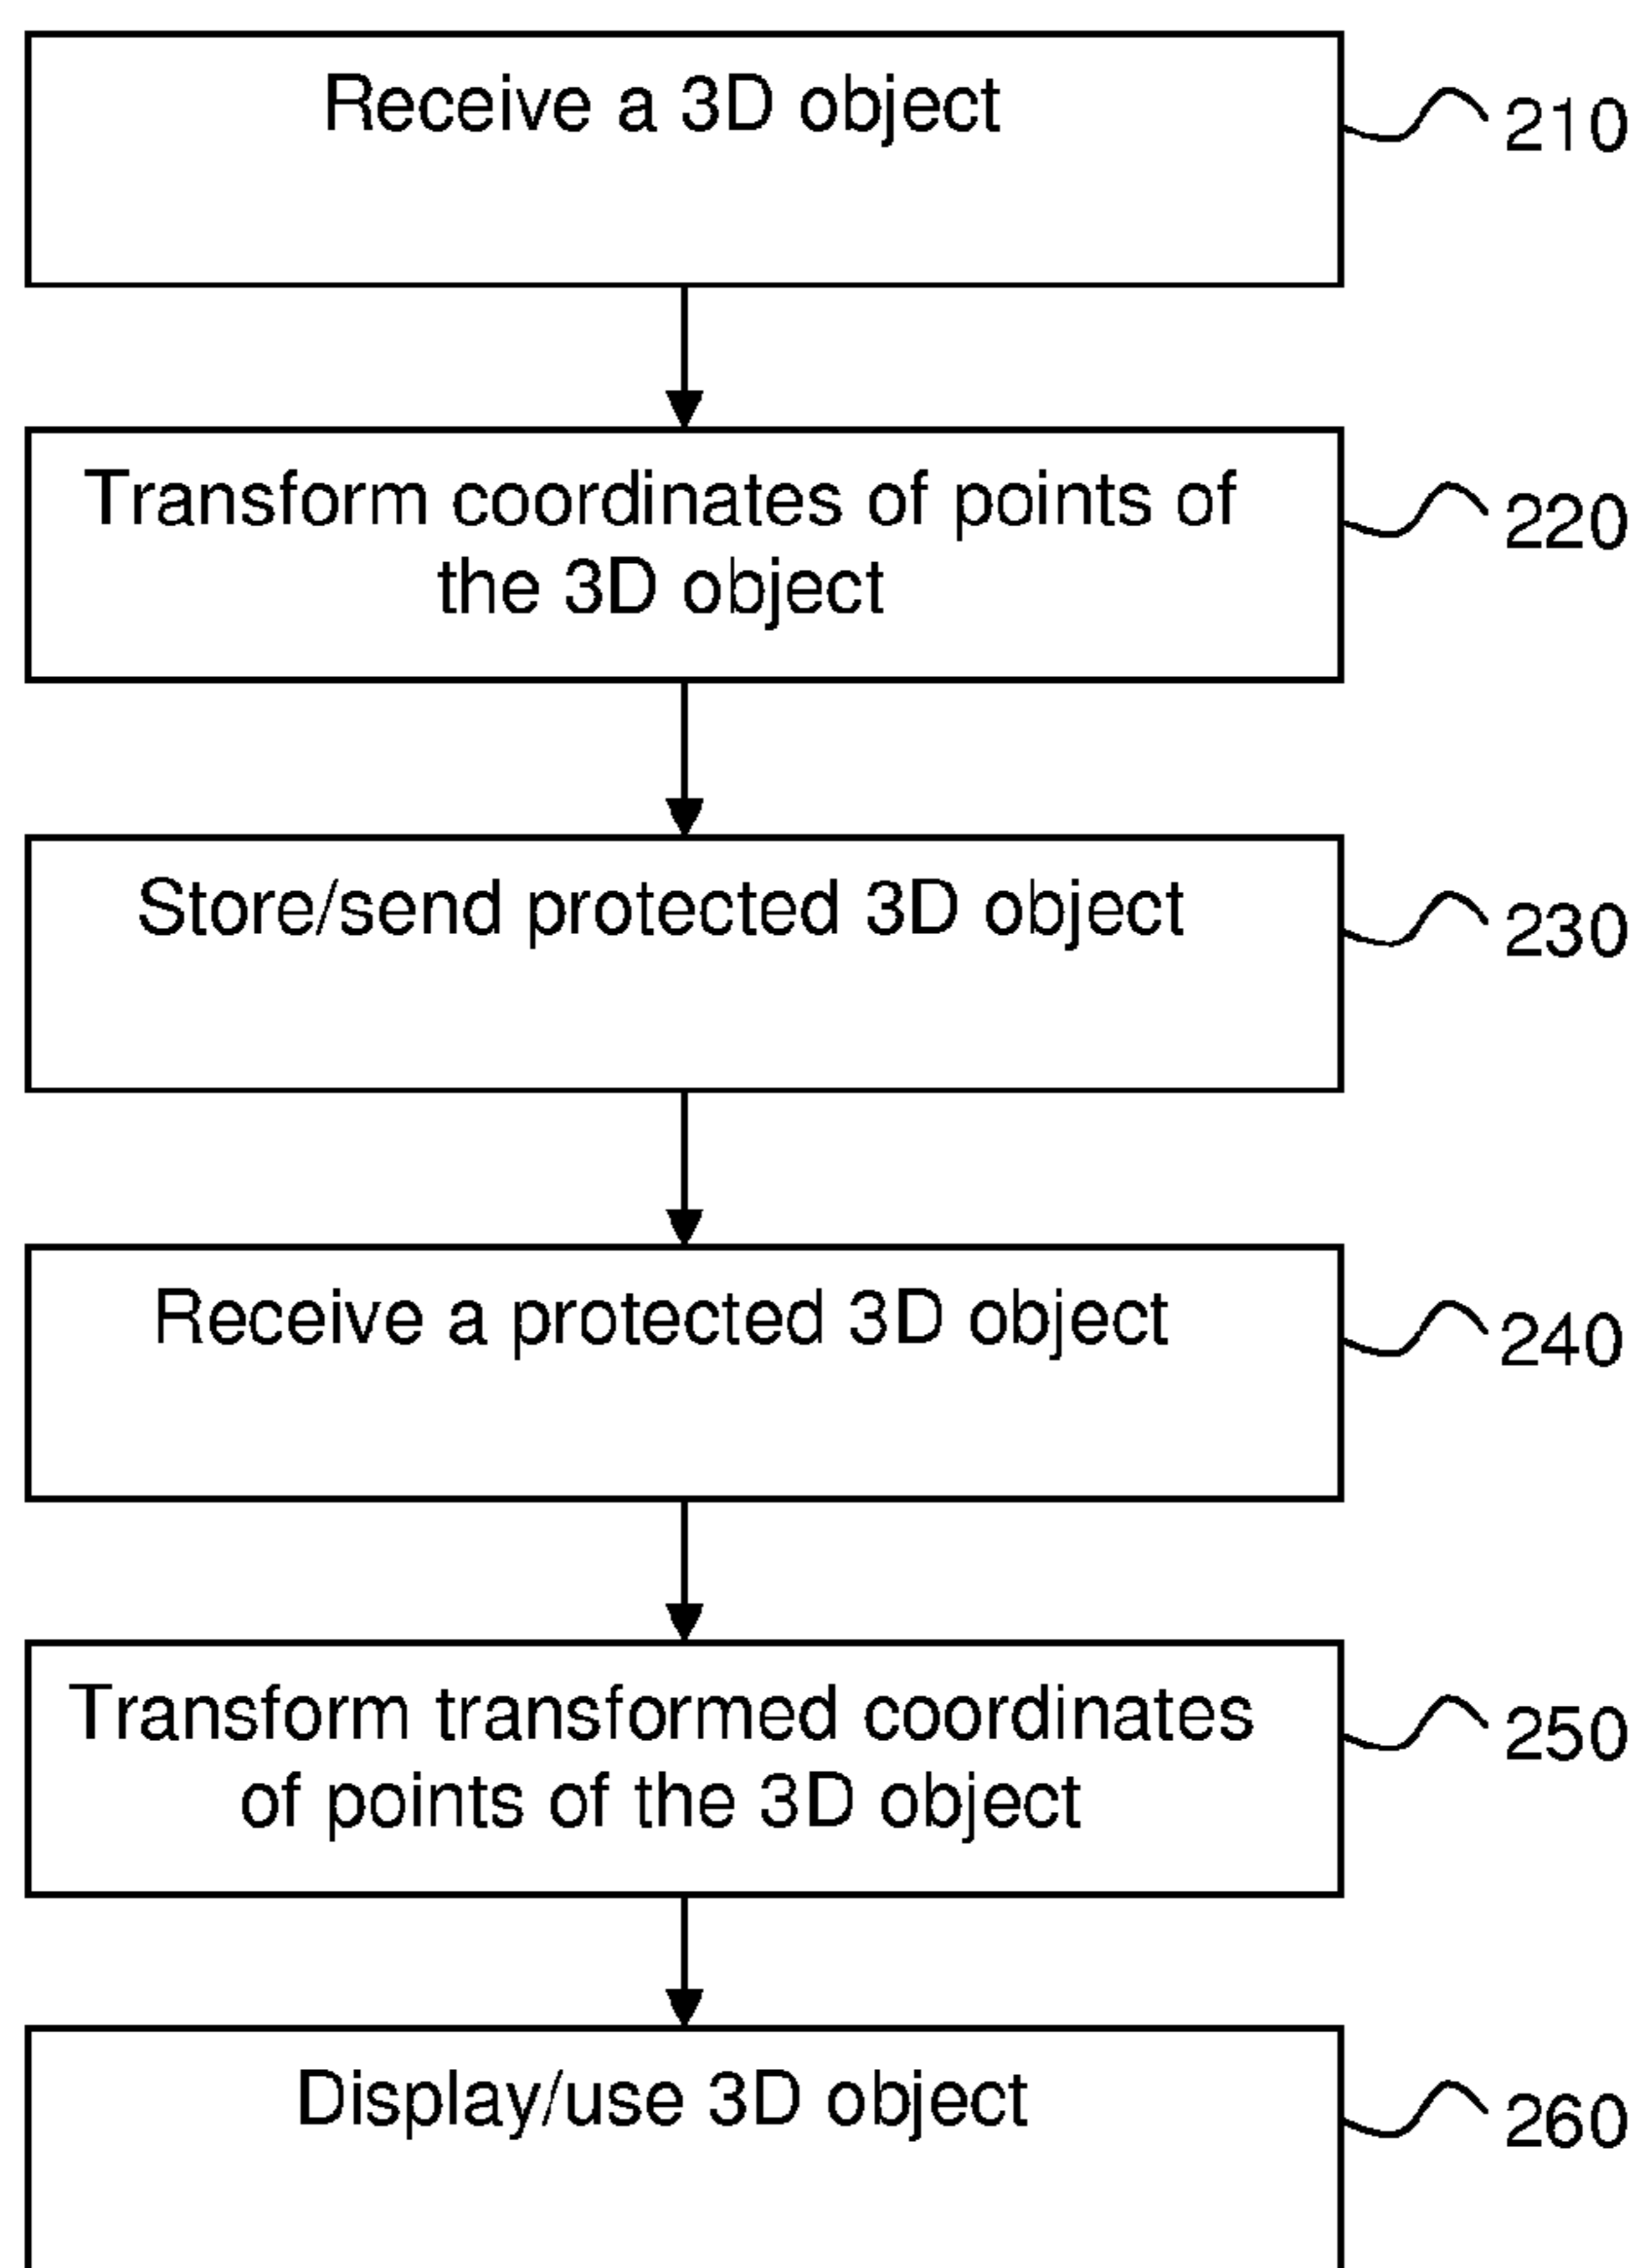 Receive a 3D object
210
Transform coordinates of points of
the 3D object
220
Store/send protected 3D object
230
Receive a protected 3D object
240
Transform transformed coordinates
of points of the 3D object
250
Display/use 3D object
260